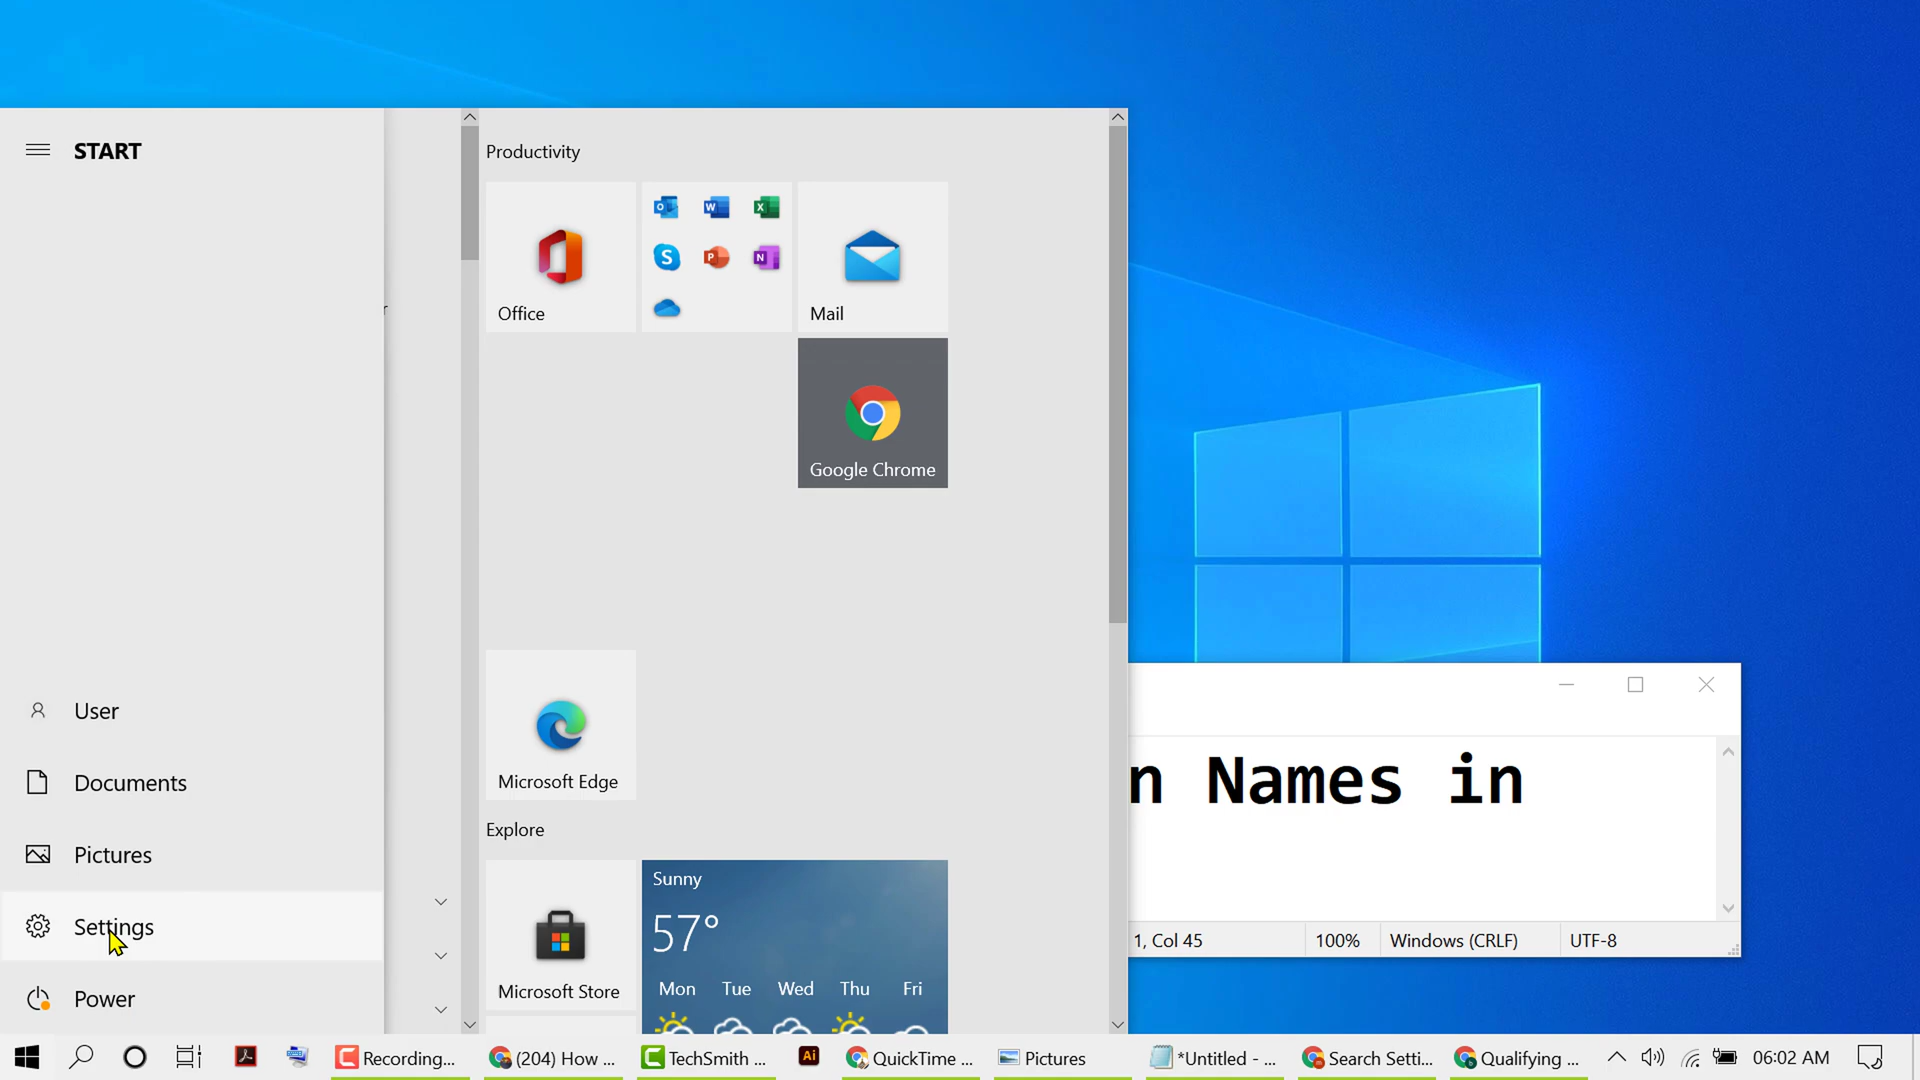 START
Productivity
Office
Mail
Google Chrome
Microsoft Edge
Explore
Microsoft Store
Sunny
57°
Mon Tue Wed Thu Fri
User
Documents
Pictures
Settings
Power
n Names in
1, Col 45
100%
Windows (CRLF)
UTF-8
Recording...
(204) How ...
TechSmith ...
Ai
QuickTime ...
Pictures
*Untitled - ...
Search Setti...
Qualifying ...
06:02 AM